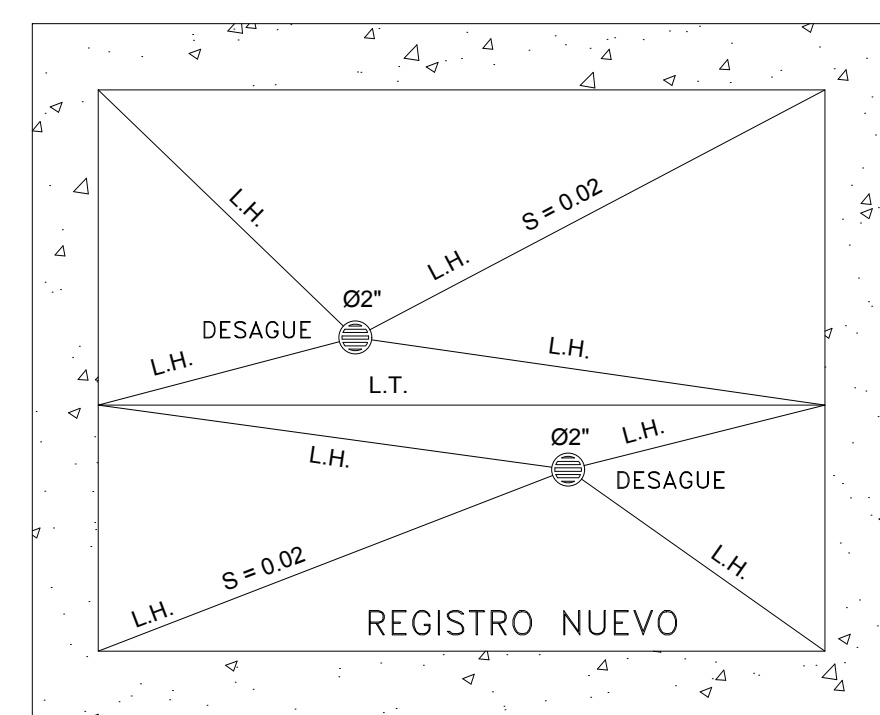 L.H.
S = 0.02
L.H.
Ø2"
DESAGUE
L.H.
L.H.
L.T.
Ø2"
L.H.
L.H.
DESAGUE
S = 0.02
L.H.
L.H.
REGISTRO NUEVO